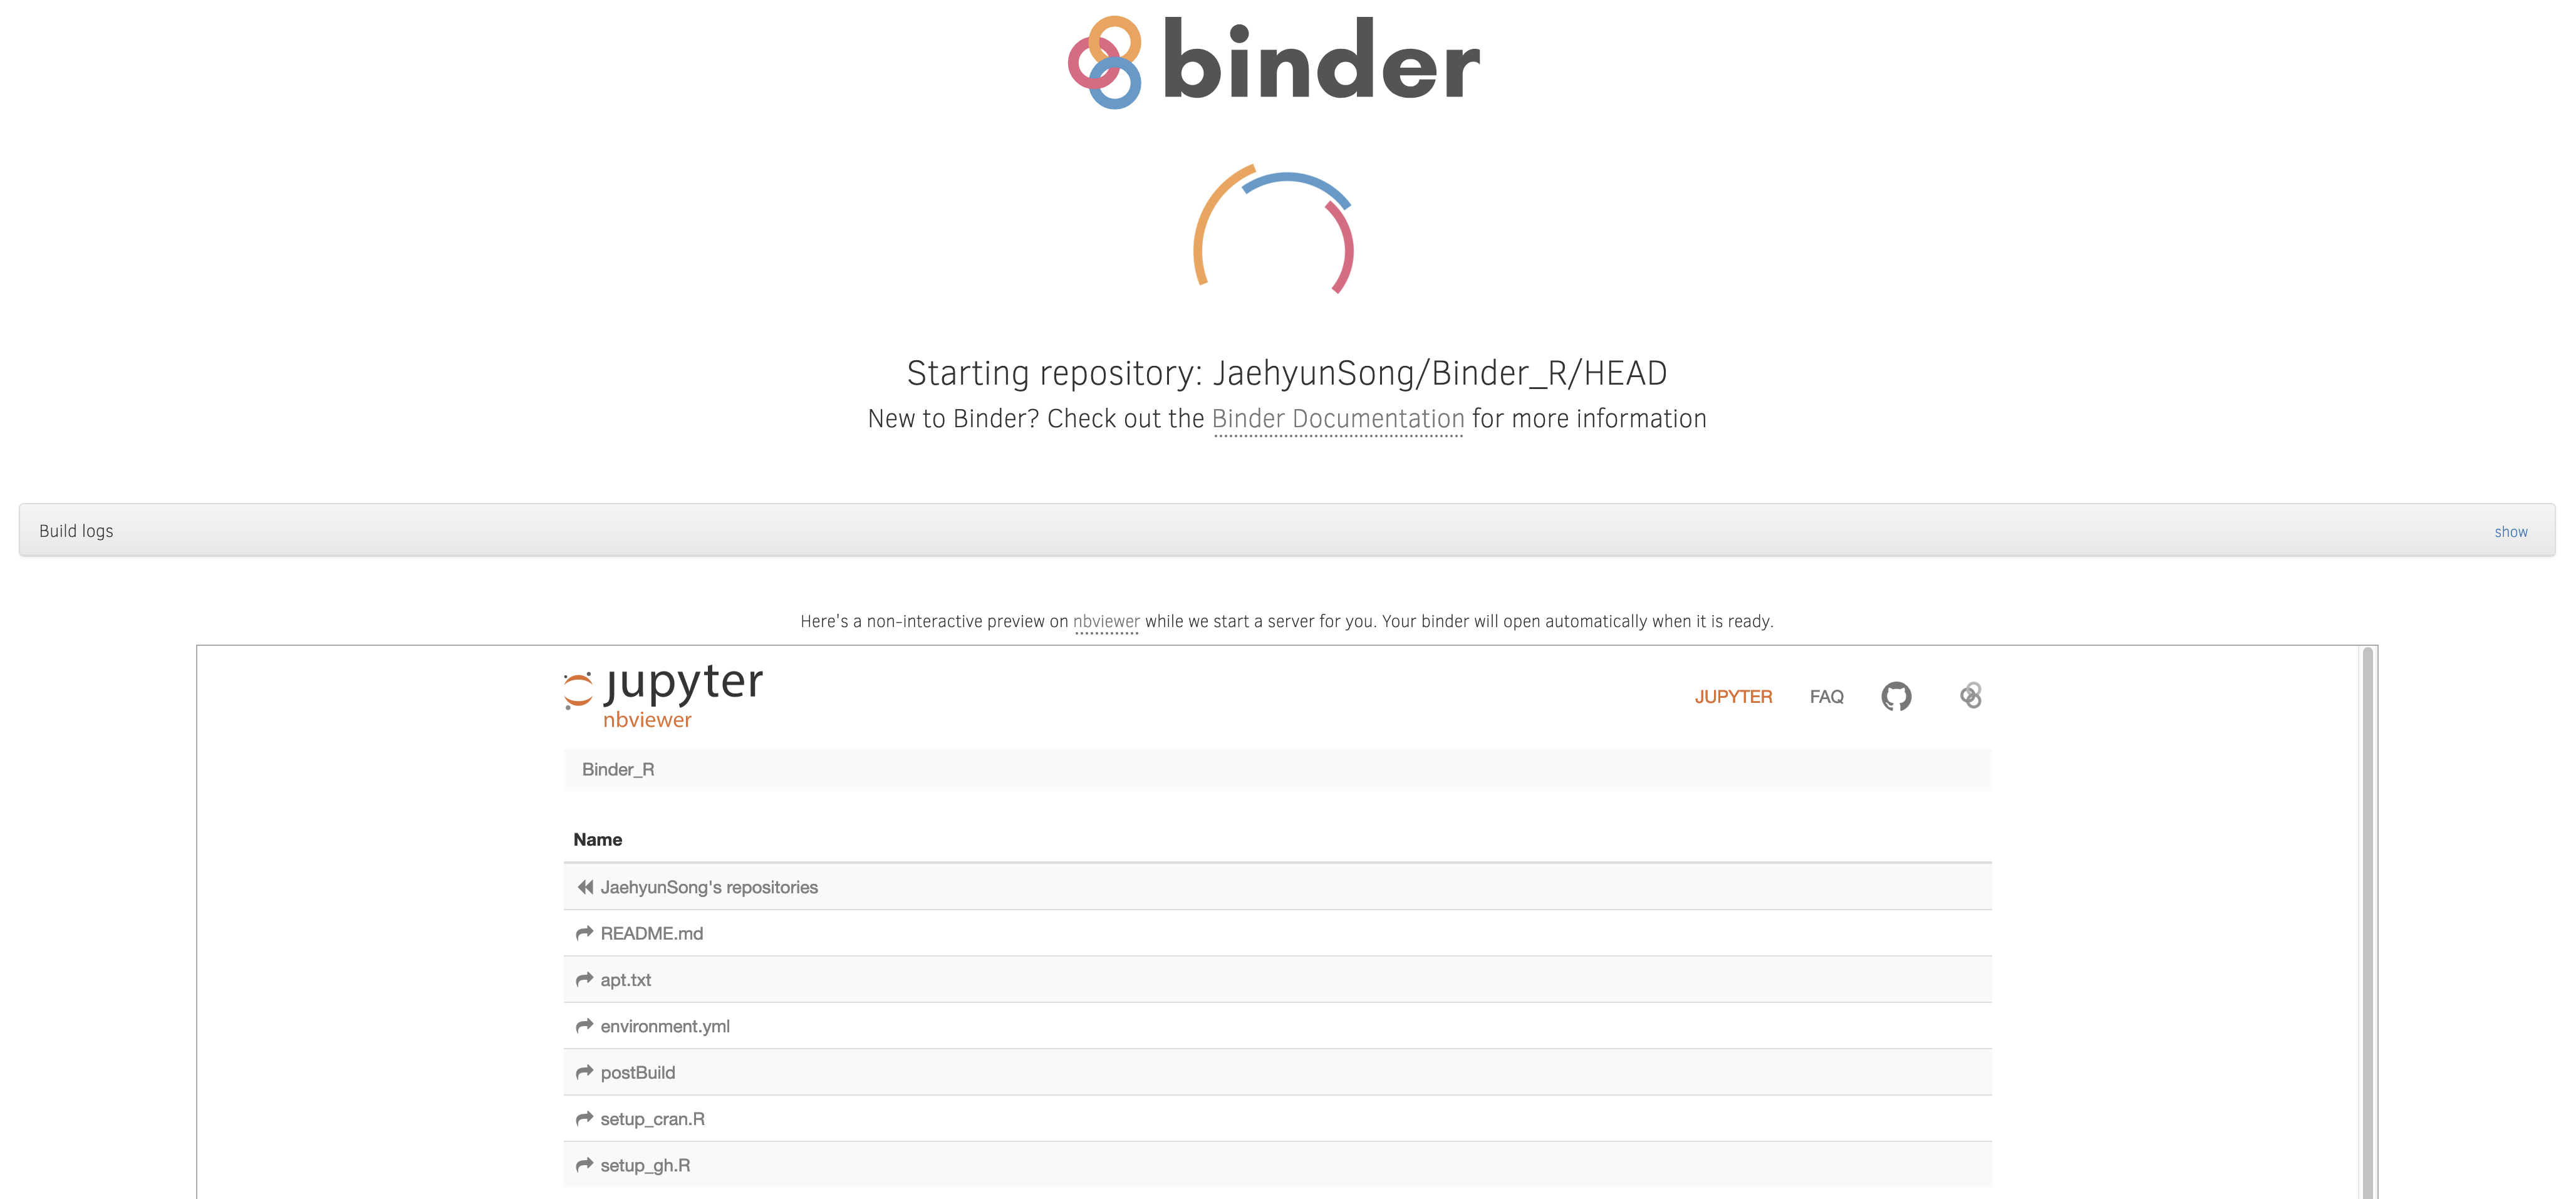 binder
Starting repository: JaehyunSong/Binder_R/HEAD
New to Binder? Check out the Binder Documentation for more information
Build logs show
Here's a non-interactive preview on nbviewer while we start a server for you. Your binder will open automatically when it is ready.
jupyter
nbviewer
JUPYTER FAQ
Binder_R
Name
JaehyunSong's repositories
README.md
apt.txt
environment.yml
postBuild
setup_cran.R
setup_gh.R